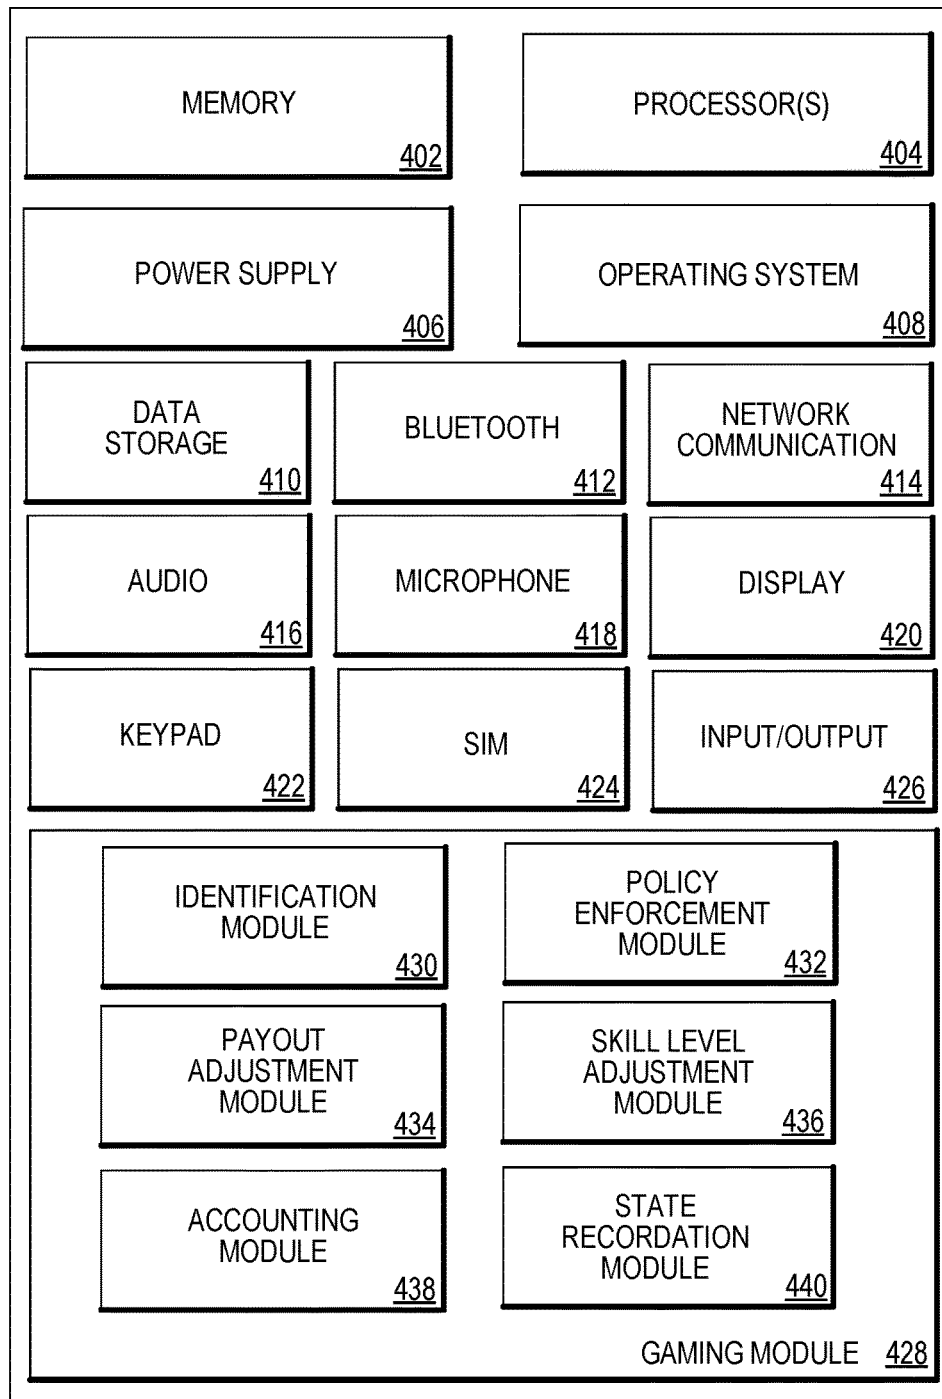 MEMORY
402
PROCESSOR(S)
404
POWER SUPPLY
406
OPERATING SYSTEM
408
DATA
STORAGE
410
BLUETOOTH
412
NETWORK
COMMUNICATION
414
AUDIO
416
MICROPHONE
418
DISPLAY
420
KEYPAD
422
SIM
424
INPUT/OUTPUT
426
IDENTIFICATION
MODULE
430
POLICY
ENFORCEMENT
MODULE
432
PAYOUT
ADJUSTMENT
MODULE
434
SKILL LEVEL
ADJUSTMENT
MODULE
436
ACCOUNTING
MODULE
438
STATE
RECORDATION
MODULE
440
GAMING MODULE 428